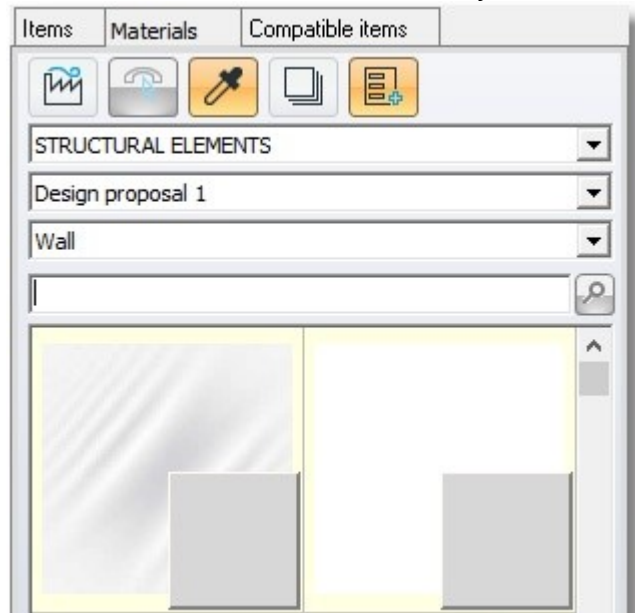 Items Materials Compatible items
STRUCTURAL ELEMENTS
Design proposal 1
Wall